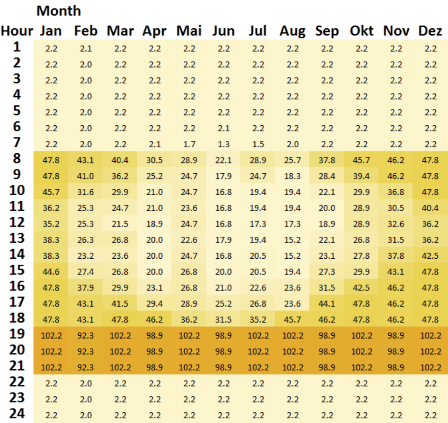 Month
Hour Jan Feb Mar Apr Mai Jun Jul Aug Sep Okt Nov Dez
1 2.2 2.1 2.2 2.2 2.2 2.2 2.2 2.2 2.2 2.2 2.2 2.2
2 2.2 2.0 2.2 2.2 2.2 2.2 2.2 2.2 2.2 2.2 2.2 2.2
3 2.2 2.0 2.2 2.2 2.2 2.2 2.2 2.2 2.2 2.2 2.2 2.2
4 2.2 2.0 2.2 2.2 2.2 2.2 2.2 2.2 2.2 2.2 2.2 2.2
5 2.2 2.0 2.2 2.2 2.2 2.2 2.2 2.2 2.2 2.2 2.2 2.2
6 2.2 2.0 2.2 2.2 2.2 2.1 2.2 2.2 2.2 2.2 2.2 2.2
7 2.2 2.0 2.2 2.1 1.7 1.3 1.5 2.0 2.2 2.2 2.2 2.2
8 47.8 43.1 40.4 30.5 28.9 22.1 28.9 25.7 37.8 45.7 46.2 47.8
9 47.8 41.0 36.2 25.2 24.7 17.9 24.7 18.3 28.4 39.4 46.2 47.8
10 45.7 31.6 29.9 21.0 24.7 16.8 19.4 19.4 22.1 29.9 36.8 47.8
11 36.2 25.3 24.7 21.0 23.6 16.8 19.4 19.4 20.0 28.9 30.5 40.4
12 35.2 25.3 21.5 18.9 24.7 16.8 17.3 17.3 18.9 28.9 32.6 36.2
13 38.3 26.3 26.8 20.0 22.6 17.9 19.4 15.2 22.1 26.8 31.5 36.2
14 38.3 23.2 23.6 20.0 24.7 16.8 20.5 15.2 23.1 27.8 37.8 42.5
15 44.6 27.4 26.8 20.0 26.8 20.0 20.5 19.4 27.3 29.9 43.1 47.8
16 47.8 37.9 29.9 23.1 26.8 21.0 22.6 23.6 31.5 42.5 46.2 47.8
17 47.8 43.1 41.5 29.4 28.9 25.2 26.8 23.6 44.1 47.8 46.2 47.8
18 47.8 43.1 47.8 46.2 36.2 31.5 35.2 45.7 46.2 47.8 46.2 47.8
19 102.2 92.3 102.2 98.9 102.2 98.9 102.2 102.2 98.9 102.2 98.9 102.2
20 102.2 92.3 102.2 98.9 102.2 98.9 102.2 102.2 98.9 102.2 98.9 102.2
21 102.2 92.3 102.2 98.9 102.2 98.9 102.2 102.2 98.9 102.2 98.9 102.2
22 2.2 2.0 2.2 2.2 2.2 2.2 2.2 2.2 2.2 2.2 2.2 2.2
23 2.2 2.0 2.2 2.2 2.2 2.2 2.2 2.2 2.2 2.2 2.2 2.2
24 2.2 2.0 2.2 2.2 2.2 2.2 2.2 2.2 2.2 2.2 2.2 2.2